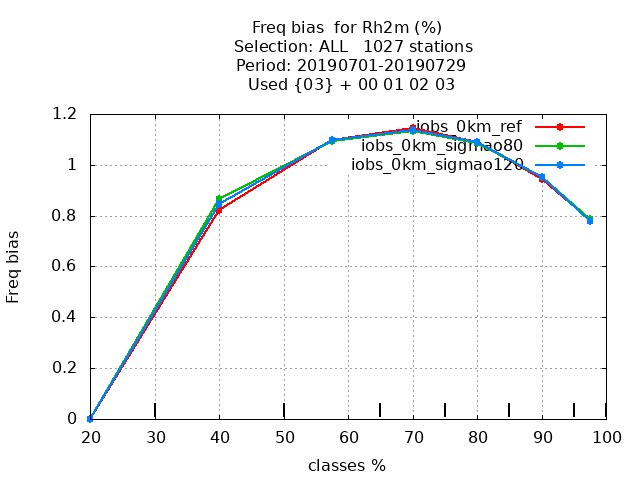 Freq bias  for Rh2m (%)
Selection: ALL   1027 stations
Period: 20190701-20190729
Used {03} + 00 01 02 03
iobs_0km_ref
iobs_0km_sigmao80
iobs_0km_sigmao120
1.2
1
0.8
0.6
0.4
0.2
0
Freq bias
20 30 40 50 60 70 80 90 100
classes %